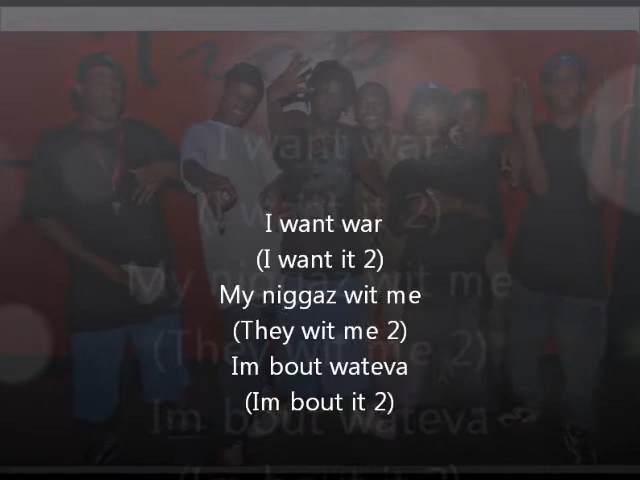 I want war
(I want it 2)
My niggaz wit me
(They wit me 2)
Im bout wateva
(Im bout it 2)